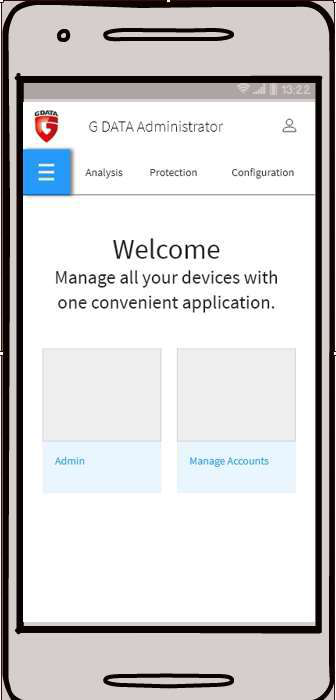 13:22
G DATA
G DATA Administrator
Analysis Protection Configuration
Welcome
Manage all your devices with
one convenient application.
Admin Manage Accounts